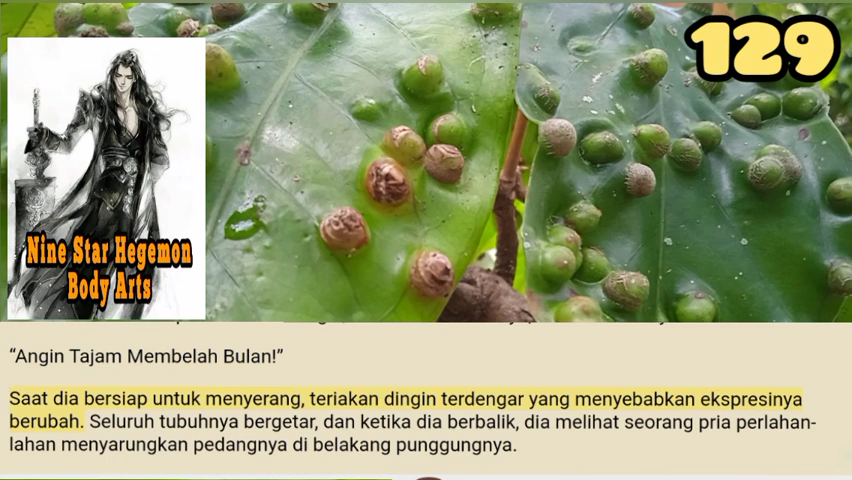 129
Nine Star Hegemon
Body Arts
“Angin Tajam Membelah Bulan!”
Saat dia bersiap untuk menyerang, teriakan dingin terdengar yang menyebabkan ekspresinya
berubah. Seluruh tubuhnya bergetar, dan ketika dia berbalik, dia melihat seorang pria perlahan-
lahan menyarungkan pedangnya di belakang punggungnya.